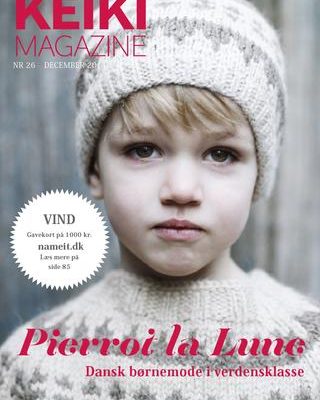 KEIKI
MAGAZINE
NR 26 DECEMBER
VIND
Gavekort på 1000 kr.
nameit.dk
Læs mere på
side 85
Pierroi la Lune
Dansk børnemode i verdensklasse